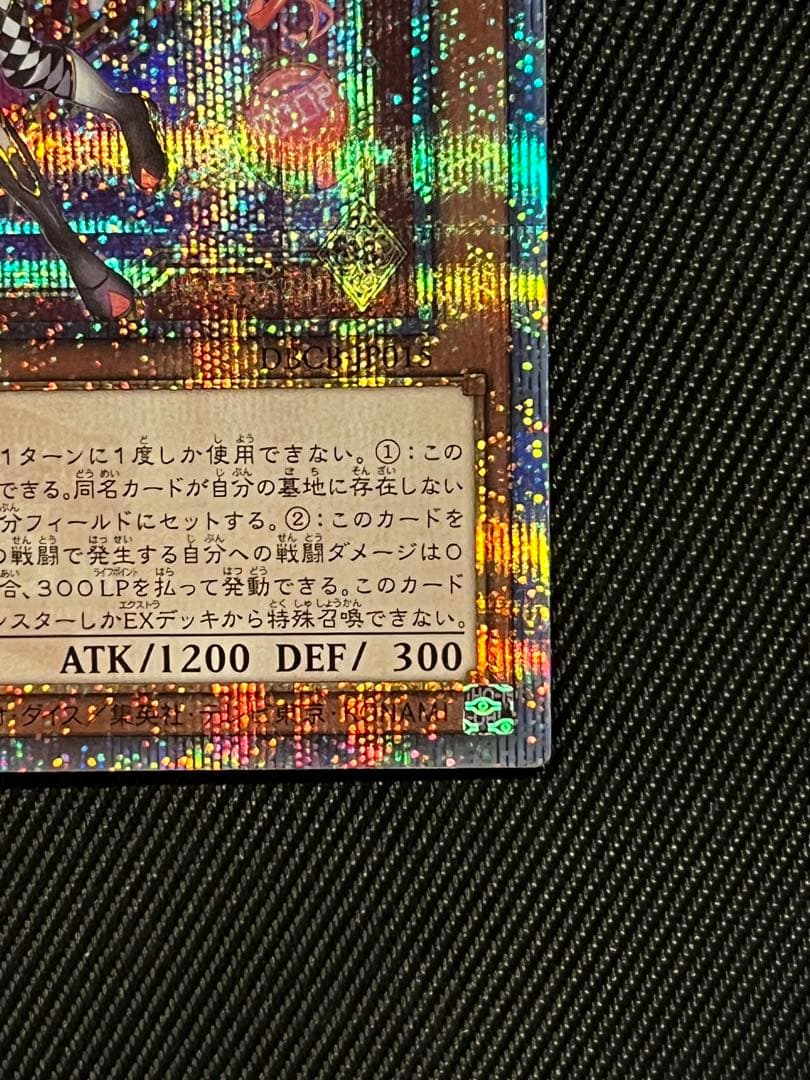 STOP
DBCB-JP015
1ターンに1度しか使用できない。①:この
できる。同名カードが自分の墓地に存在しない
分フィールドにセットする。②:このカードを
の戦闘で発生する自分への戦闘ダメージは0
合、300LPを払って発動できる。このカード
ンスターしかEXデッキから特殊召喚できない。
ATK/1200 DEF/ 300
ダイス/集英社・テレビ東京・KONAMI